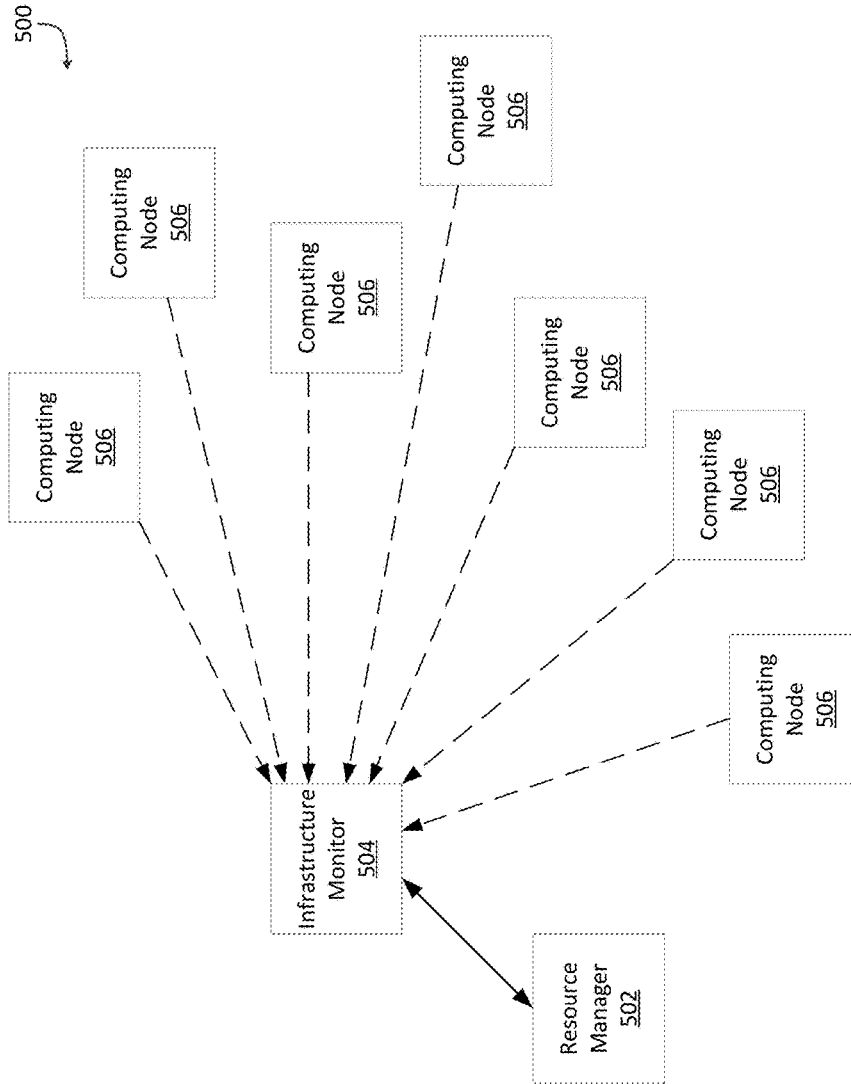 500
Computing
Node
506
Computing
Node
506
Computing
Node
506
Computing
Node
506
Computing
Node
506
Computing
Node
506
Computing
Node
506
Infrastructure
Monitor
504
Resource
Manager
502